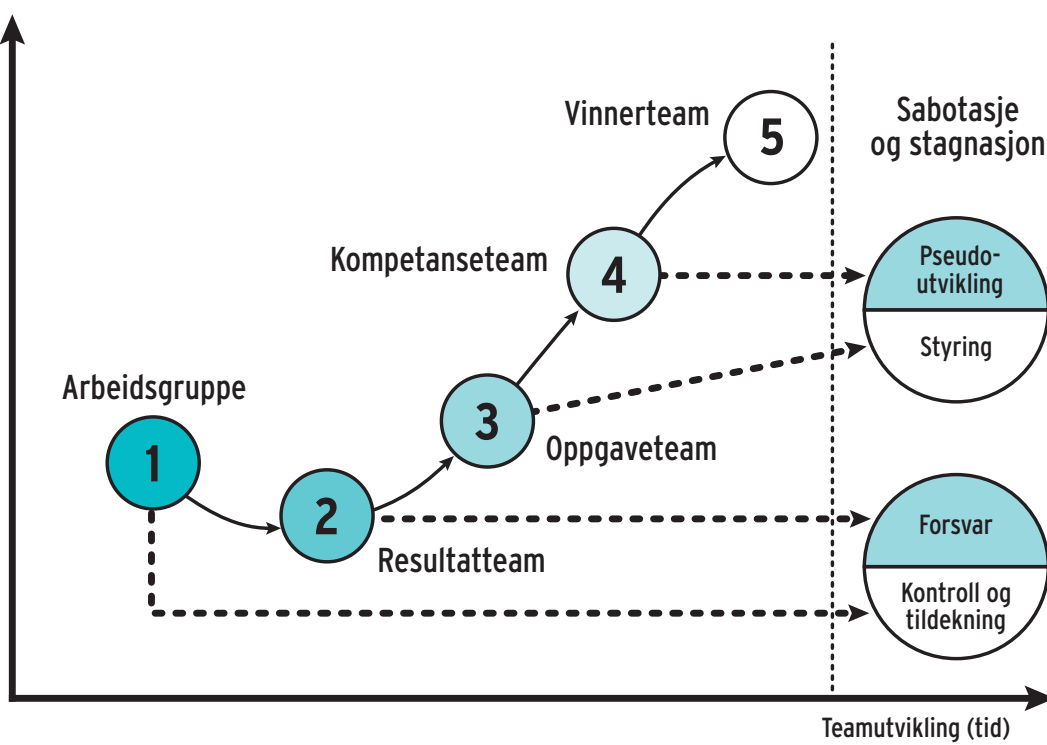 Vinnerteam
5
Sabotasje
og stagnasjon
Kompetanseteam
4
Pseudo-
utvikling
Styring
Arbeidsgruppe
1
3
Oppgaveteam
2
Resultatteam
Forsvar
Kontroll og
tildekning
Teamutvikling (tid)